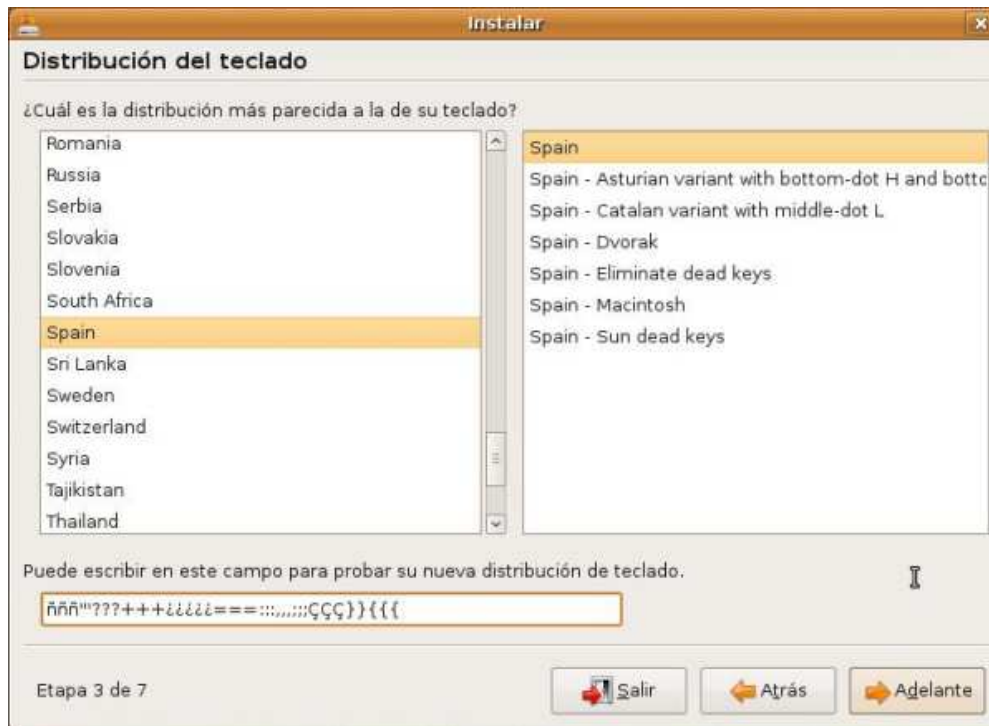 Instalar
Distribución del teclado
¿Cuál es la distribución más parecida a la de su teclado?
Romania
Russia
Serbia
Slovakia
Slovenia
South Africa
Spain
Sri Lanka
Sweden
Switzerland
Syria
Tajikistan
Thailand
Spain
Spain - Asturian variant with bottom-dot H and botto
Spain - Catalan variant with middle-dot L
Spain - Dvorak
Spain - Eliminate dead keys
Spain - Macintosh
Spain - Sun dead keys
Puede escribir en este campo para probar su nueva distribución de teclado.
ñññ'''???+++¿¿¿¿¿===:::,,,;;;ÇÇÇ}}{{{
Etapa 3 de 7
Salir
Atrás
Adelante